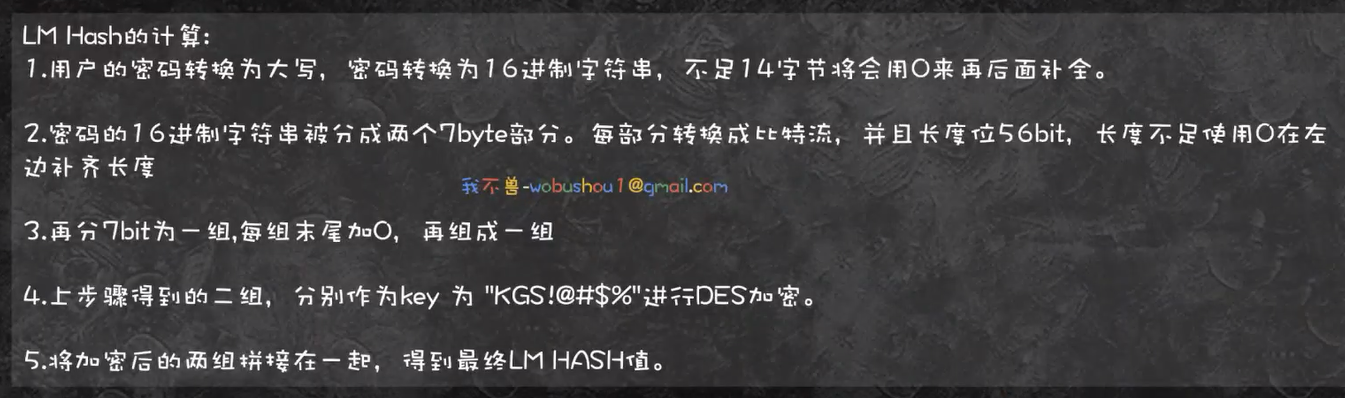 LM Hash的计算:
1.用户的密码转换为大写，密码转换为16进制字符串，不足14字节将会用0来再后面补全。
2.密码的16进制字符串被分成两个7byte部分。每部分转换成比特流，并且长度位56bit，长度不足使用0在左
边补齐长度
我不兽-wobushou1@gmail.com
3.再分7bit为一组,每组末尾加0，再组成一组
4.上步骤得到的二组，分别作为key 为 "KGS!@#$%"进行DES加密。
5.将加密后的两组拼接在一起，得到最终LM HASH值。